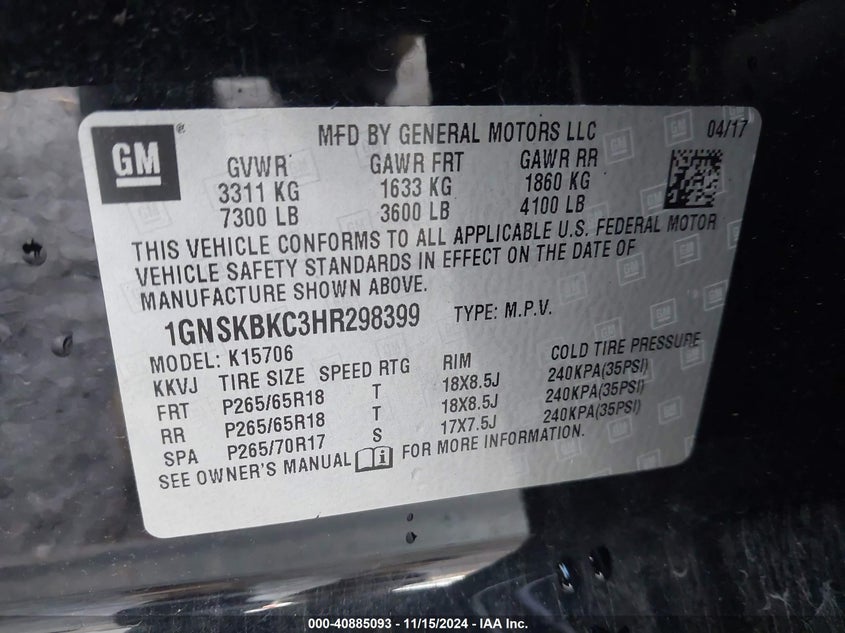 GM®
MFD BY GENERAL MOTORS LLC 04/17
GVWR GAWR FRT GAWR RR
3311 KG 1633 KG 1860 KG
7300 LB 3600 LB 4100 LB
THIS VEHICLE CONFORMS TO ALL APPLICABLE U.S. FEDERAL MOTOR
VEHICLE SAFETY STANDARDS IN EFFECT ON THE DATE OF
MANUFACTURE SHOWN ABOVE.
1GNSKBKC3HR298399 TYPE: M.P.V.
MODEL: K15706
KKVJ TIRE SIZE SPEED RTG RIM COLD TIRE PRESSURE
FRT P265/65R18 T 18X8.5J 240KPA(35PSI)
RR P265/65R18 T 18X8.5J 240KPA(35PSI)
SPA P265/70R17 S 17X7.5J 240KPA(35PSI)
SEE OWNER'S MANUAL FOR MORE INFORMATION.
000-40885093 - 11/15/2024 - IAA Inc.